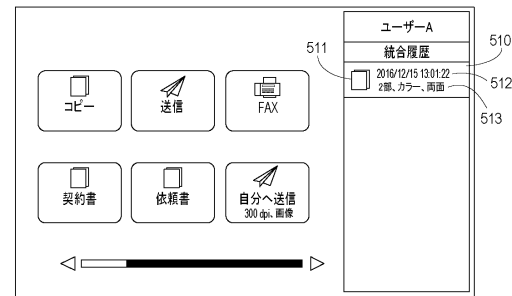 ユーザーA
統合履歴
510
511
2016/12/15 13:01:22
512
2部、カラー、両面
513
コピー
送信
FAX
契約書
依頼書
自分へ送信
300 dpi、画像